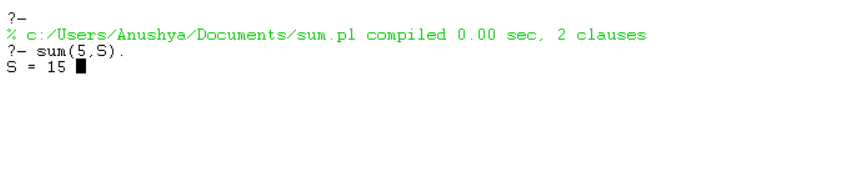 ?-
% c:/Users/Anushya/Documents/sum.pl compiled 0.00 sec, 2 clauses
?- sum(5,S).
S = 15